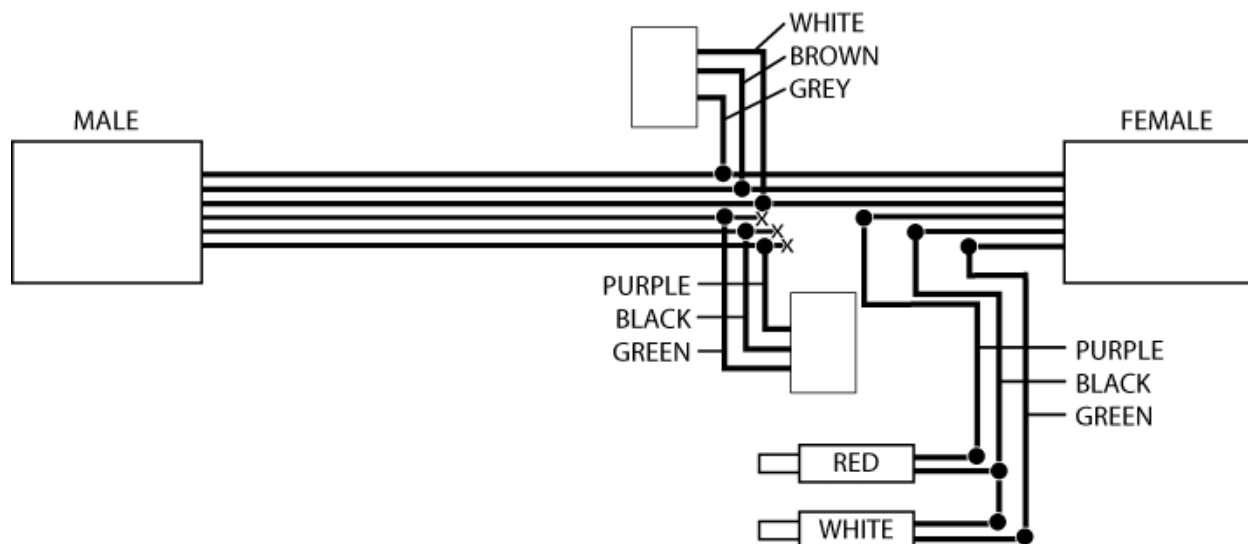 WHITE
BROWN
GREY
MALE
FEMALE
PURPLE
BLACK
GREEN
PURPLE
BLACK
GREEN
RED
WHITE